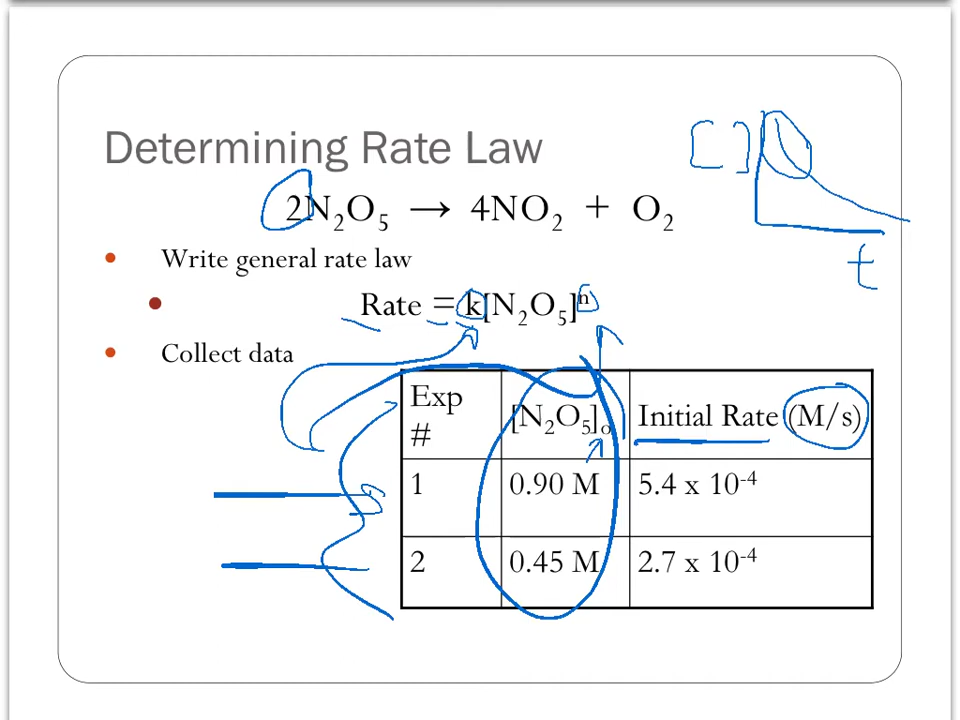 Determining Rate Law
[ ]
2N₂O₅ → 4NO₂ + O₂
t
• Write general rate law
• Rate = k[N₂O₅]ⁿ
• Collect data
Exp # [N₂O₅]₀ Initial Rate (M/s)
1 0.90 M 5.4 x 10⁻⁴
2 0.45 M 2.7 x 10⁻⁴